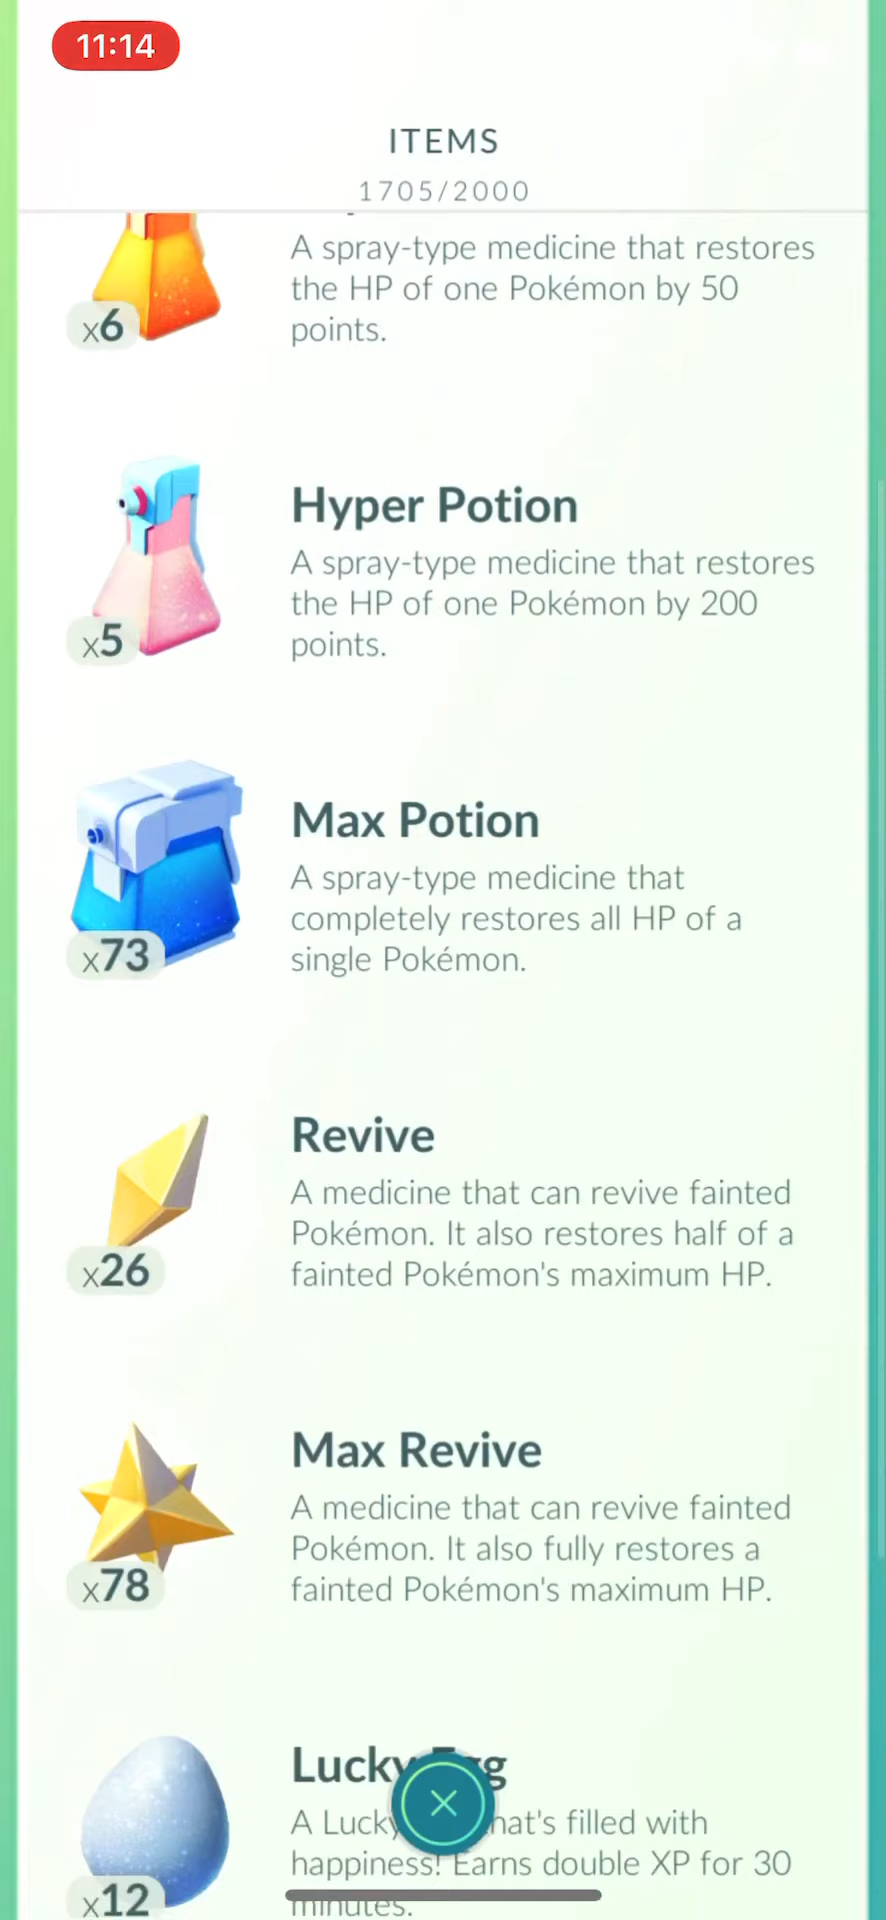 11:14
ITEMS
1705/2000
A spray-type medicine that restores
the HP of one Pokémon by 50
points.
x6
Hyper Potion
A spray-type medicine that restores
the HP of one Pokémon by 200
points.
x5
Max Potion
A spray-type medicine that
completely restores all HP of a
single Pokémon.
x73
Revive
A medicine that can revive fainted
Pokémon. It also restores half of a
fainted Pokémon's maximum HP.
x26
Max Revive
A medicine that can revive fainted
Pokémon. It also fully restores a
fainted Pokémon's maximum HP.
x78
Lucky Egg
A Lucky that's filled with
happiness! Earns double XP for 30
minutes.
x12